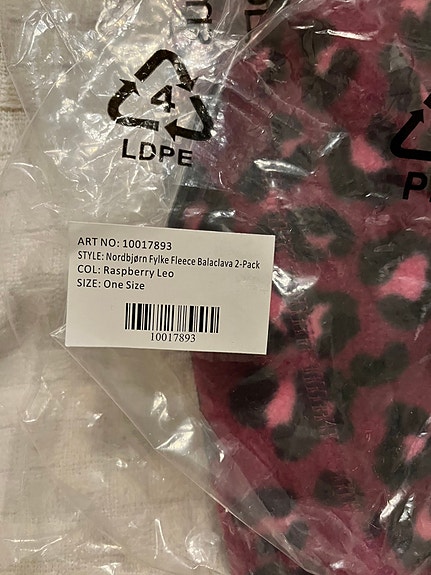 4
LDPE
ART NO: 10017893
STYLE: Nordbjørn Fylke Fleece Balaclava 2-Pack
COL: Raspberry Leo
SIZE: One Size
10017893